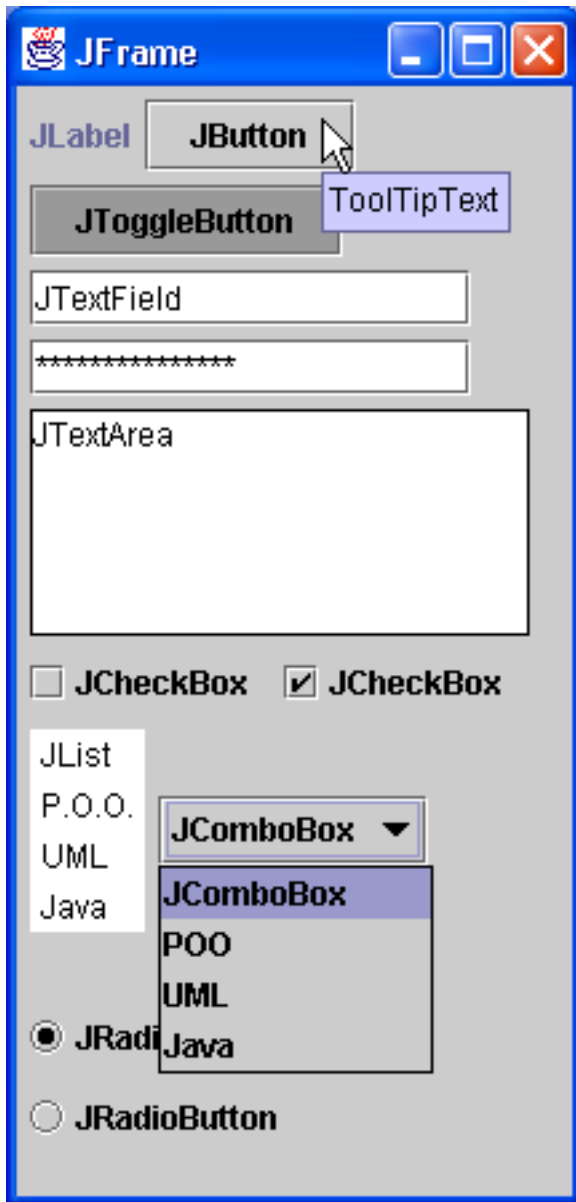 JFrame
JLabel JButton
ToolTipText
JToggleButton
JTextField
***************
JTextArea
JCheckBox JCheckBox
JList
P.O.O.
UML
Java
JComboBox
JComboBox
POO
UML
Java
JRadi
JRadioButton